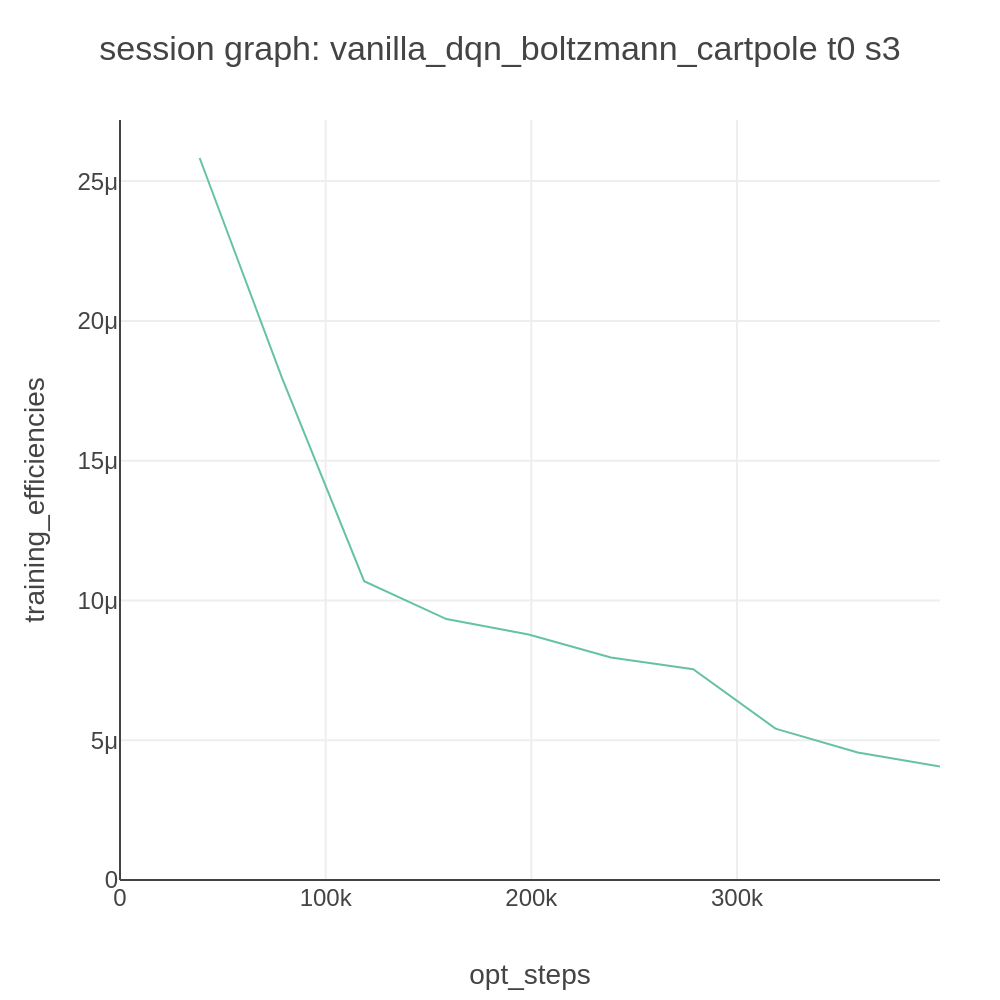 session graph: vanilla_dqn_boltzmann_cartpole t0 s3
25μ
20μ
15μ
10μ
5μ
0
training_efficiencies
0
100k
200k
300k
opt_steps